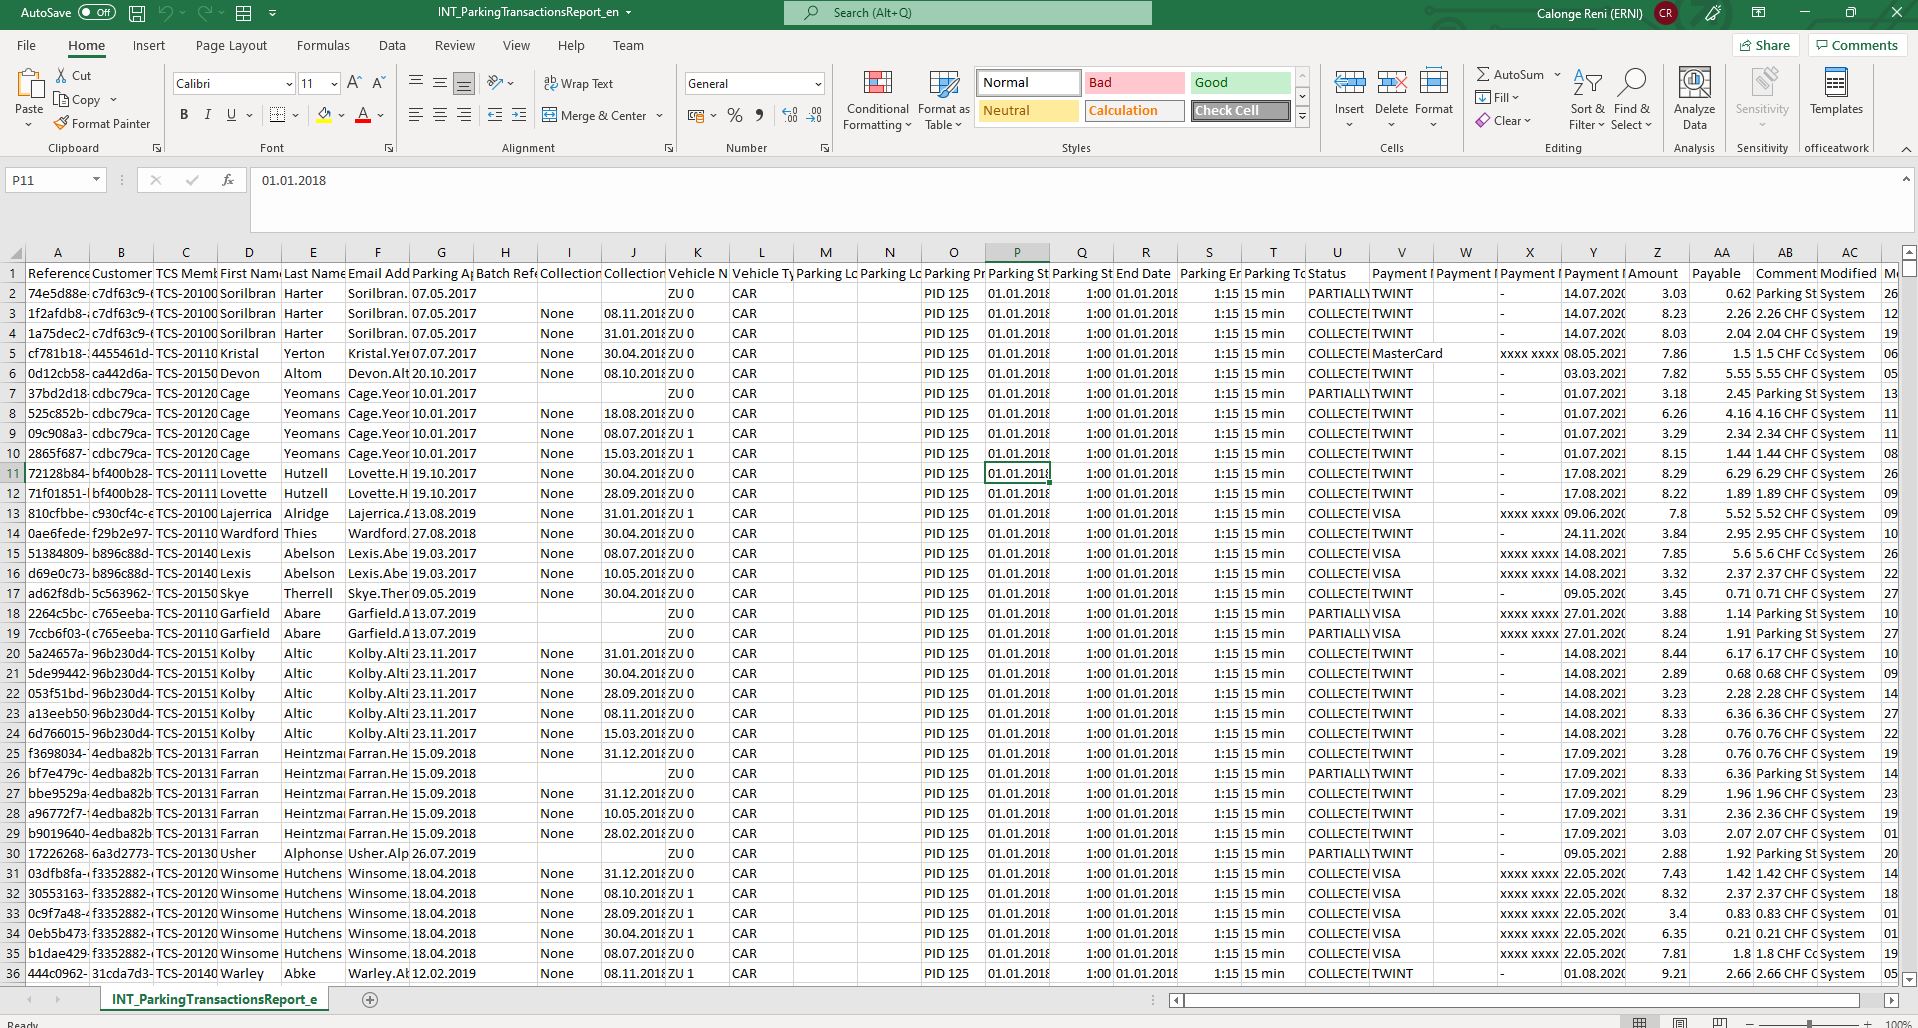 AutoSave Off INT_ParkingTransactionsReport_en Search (Alt+Q) Calonge Reni (ERNI) CR
File Home Insert Page Layout Formulas Data Review View Help Team Share Comments
Paste Cut Copy Format Painter
Calibri 11 B I U
Wrap Text Merge & Center
General % 
Conditional Formatting Format as Table
Normal Bad Good
Neutral Calculation Check Cell
Insert Delete Format
AutoSum Fill Clear Sort & Filter Find & Select
Analyze Data Sensitivity Templates
Clipboard Font Alignment Number Styles Cells Editing Analysis Sensitivity officeatwork
P11 fx 01.01.2018
A B C D E F G H I J K L M N O P Q R S T U V W X Y Z AA AB AC
1 Reference Customer TCS Memb First Name Last Name Email Add Parking Ap Batch Refe Collection Collection Vehicle N Vehicle Ty Parking Lo Parking Lo Parking Pr Parking St Parking St End Date Parking En Parking To Status Payment Payment Payment Payment Amount Payable Comment Modified
2 74e5d88e- c7df63c9- TCS-20100 Sorilbran Harter Sorilbran. 07.05.2017 ZU 0 CAR PID 125 01.01.2018 1:00 01.01.2018 1:15 15 min PARTIALLY TWINT - 14.07.2020 3.03 0.62 Parking St System 26
3 1f2afdb8- c7df63c9- TCS-20100 Sorilbran Harter Sorilbran. 07.05.2017 None 08.11.2018 ZU 0 CAR PID 125 01.01.2018 1:00 01.01.2018 1:15 15 min COLLECTE TWINT - 14.07.2020 8.23 2.26 2.26 CHF C System 12
4 1a75dec2- c7df63c9- TCS-20100 Sorilbran Harter Sorilbran. 07.05.2017 None 31.01.2018 ZU 0 CAR PID 125 01.01.2018 1:00 01.01.2018 1:15 15 min COLLECTE TWINT - 14.07.2020 8.03 2.04 2.04 CHF C System 19
5 cf781b18- 4455461d- TCS-20110 Kristal Yerton Kristal.Yer 07.07.2017 None 30.04.2018 ZU 0 CAR PID 125 01.01.2018 1:00 01.01.2018 1:15 15 min COLLECTE MasterCard xxxx xxxx 08.05.2021 7.86 1.5 1.5 CHF Co System 06
6 0d12cb58- ca442d6a- TCS-20150 Devon Altom Devon.Alt 20.10.2017 None 08.10.2018 ZU 0 CAR PID 125 01.01.2018 1:00 01.01.2018 1:15 15 min COLLECTE TWINT - 03.03.2021 7.82 5.55 5.55 CHF C System 05
7 37bd2d18- cdbc79ca- TCS-20120 Cage Yeomans Cage.Yeor 10.01.2017 ZU 0 CAR PID 125 01.01.2018 1:00 01.01.2018 1:15 15 min PARTIALLY TWINT - 01.07.2021 3.18 2.45 Parking St System 13
8 525c852b- cdbc79ca- TCS-20120 Cage Yeomans Cage.Yeor 10.01.2017 None 18.08.2018 ZU 0 CAR PID 125 01.01.2018 1:00 01.01.2018 1:15 15 min COLLECTE TWINT - 01.07.2021 6.26 4.16 4.16 CHF C System 11
9 09c908a3- cdbc79ca- TCS-20120 Cage Yeomans Cage.Yeor 10.01.2017 None 08.07.2018 ZU 1 CAR PID 125 01.01.2018 1:00 01.01.2018 1:15 15 min COLLECTE TWINT - 01.07.2021 3.29 2.34 2.34 CHF C System 11
10 2865f687- cdbc79ca- TCS-20120 Cage Yeomans Cage.Yeor 10.01.2017 None 15.03.2018 ZU 1 CAR PID 125 01.01.2018 1:00 01.01.2018 1:15 15 min COLLECTE TWINT - 01.07.2021 8.15 1.44 1.44 CHF C System 08
11 72128b84- bf400b28- TCS-20111 Lovette Hutzell Lovette.H 19.10.2017 None 30.04.2018 ZU 0 CAR PID 125 01.01.2018 1:00 01.01.2018 1:15 15 min COLLECTE TWINT - 17.08.2021 8.29 6.29 6.29 CHF C System 26
12 71f01851- bf400b28- TCS-20111 Lovette Hutzell Lovette.H 19.10.2017 None 28.09.2018 ZU 0 CAR PID 125 01.01.2018 1:00 01.01.2018 1:15 15 min COLLECTE TWINT - 17.08.2021 8.22 1.89 1.89 CHF C System 09
13 810cfbbe- c930cf4c-e TCS-20100 Lajerrica Alridge Lajerrica.A 13.08.2019 None 31.01.2018 ZU 1 CAR PID 125 01.01.2018 1:00 01.01.2018 1:15 15 min COLLECTE VISA xxxx xxxx 09.06.2020 7.8 5.52 5.52 CHF C System 09
14 0ae6fede- f29b2e97- TCS-20110 Wardford Thies Wardford. 27.08.2018 None 30.04.2018 ZU 0 CAR PID 125 01.01.2018 1:00 01.01.2018 1:15 15 min COLLECTE TWINT - 24.11.2020 3.84 2.95 2.95 CHF C System 10
15 51384809- b896c88d- TCS-20140 Lexis Abelson Lexis.Abe 19.03.2017 None 08.07.2018 ZU 0 CAR PID 125 01.01.2018 1:00 01.01.2018 1:15 15 min COLLECTE VISA xxxx xxxx 14.08.2021 7.85 5.6 5.6 CHF Co System 26
16 d69e0c73- b896c88d- TCS-20140 Lexis Abelson Lexis.Abe 19.03.2017 None 10.05.2018 ZU 0 CAR PID 125 01.01.2018 1:00 01.01.2018 1:15 15 min COLLECTE VISA xxxx xxxx 14.08.2021 3.32 2.37 2.37 CHF C System 22
17 ad62f8db- 5c563962- TCS-20150 Skye Therrell Skye.Ther 09.05.2019 None 30.04.2018 ZU 0 CAR PID 125 01.01.2018 1:00 01.01.2018 1:15 15 min COLLECTE TWINT - 09.05.2020 3.45 0.71 0.71 CHF C System 27
18 2264c5bc- c765eeba- TCS-20110 Garfield Abare Garfield.A 13.07.2019 ZU 0 CAR PID 125 01.01.2018 1:00 01.01.2018 1:15 15 min PARTIALLY VISA xxxx xxxx 27.01.2020 3.88 1.14 Parking St System 10
19 7ccb6f03- c765eeba- TCS-20110 Garfield Abare Garfield.A 13.07.2019 ZU 0 CAR PID 125 01.01.2018 1:00 01.01.2018 1:15 15 min PARTIALLY VISA xxxx xxxx 27.01.2020 8.24 1.91 Parking St System 27
20 5a24657a- 96b230d4- TCS-20151 Kolby Altic Kolby.Alti 23.11.2017 None 31.01.2018 ZU 0 CAR PID 125 01.01.2018 1:00 01.01.2018 1:15 15 min COLLECTE TWINT - 14.08.2021 8.44 6.17 6.17 CHF C System 10
21 5de99442- 96b230d4- TCS-20151 Kolby Altic Kolby.Alti 23.11.2017 None 30.04.2018 ZU 0 CAR PID 125 01.01.2018 1:00 01.01.2018 1:15 15 min COLLECTE TWINT - 14.08.2021 2.89 0.68 0.68 CHF C System 09
22 053f51bd- 96b230d4- TCS-20151 Kolby Altic Kolby.Alti 23.11.2017 None 28.09.2018 ZU 0 CAR PID 125 01.01.2018 1:00 01.01.2018 1:15 15 min COLLECTE TWINT - 14.08.2021 3.23 2.28 2.28 CHF C System 14
23 a13eeb50- 96b230d4- TCS-20151 Kolby Altic Kolby.Alti 23.11.2017 None 08.11.2018 ZU 0 CAR PID 125 01.01.2018 1:00 01.01.2018 1:15 15 min COLLECTE TWINT - 14.08.2021 8.33 6.36 6.36 CHF C System 27
24 6d766015- 96b230d4- TCS-20151 Kolby Altic Kolby.Alti 23.11.2017 None 15.03.2018 ZU 0 CAR PID 125 01.01.2018 1:00 01.01.2018 1:15 15 min COLLECTE TWINT - 14.08.2021 3.28 0.76 0.76 CHF C System 22
25 f3698034- 4edba82b TCS-20131 Farran Heintzmar Farran.He 15.09.2018 None 31.12.2018 ZU 0 CAR PID 125 01.01.2018 1:00 01.01.2018 1:15 15 min COLLECTE TWINT - 17.09.2021 3.28 0.76 0.76 CHF C System 19
26 bf7e479c- 4edba82b TCS-20131 Farran Heintzmar Farran.He 15.09.2018 ZU 0 CAR PID 125 01.01.2018 1:00 01.01.2018 1:15 15 min PARTIALLY TWINT - 17.09.2021 8.33 6.36 Parking St System 14
27 bbe9529a- 4edba82b TCS-20131 Farran Heintzmar Farran.He 15.09.2018 None 31.12.2018 ZU 0 CAR PID 125 01.01.2018 1:00 01.01.2018 1:15 15 min COLLECTE TWINT - 17.09.2021 8.29 1.96 1.96 CHF C System 23
28 a96772f7- 4edba82b TCS-20131 Farran Heintzmar Farran.He 15.09.2018 None 10.05.2018 ZU 0 CAR PID 125 01.01.2018 1:00 01.01.2018 1:15 15 min COLLECTE TWINT - 17.09.2021 3.31 2.36 2.36 CHF C System 19
29 b9019640- 4edba82b TCS-20131 Farran Heintzmar Farran.He 15.09.2018 None 28.02.2018 ZU 0 CAR PID 125 01.01.2018 1:00 01.01.2018 1:15 15 min COLLECTE TWINT - 17.09.2021 3.03 2.07 2.07 CHF C System 01
30 17226268- 6a3d2773- TCS-20130 Usher Alphonse Usher.Alp 26.07.2019 ZU 0 CAR PID 125 01.01.2018 1:00 01.01.2018 1:15 15 min PARTIALLY TWINT - 09.05.2021 2.88 1.92 Parking St System 20
31 03dfb8fa- f3352882- TCS-20120 Winsome Hutchens Winsome. 18.04.2018 None 31.12.2018 ZU 0 CAR PID 125 01.01.2018 1:00 01.01.2018 1:15 15 min COLLECTE VISA xxxx xxxx 22.05.2020 7.43 1.42 1.42 CHF C System 14
32 30553163- f3352882- TCS-20120 Winsome Hutchens Winsome. 18.04.2018 None 08.10.2018 ZU 1 CAR PID 125 01.01.2018 1:00 01.01.2018 1:15 15 min COLLECTE VISA xxxx xxxx 22.05.2020 8.32 2.37 2.37 CHF C System 18
33 0c9f7a48- f3352882- TCS-20120 Winsome Hutchens Winsome. 18.04.2018 None 28.09.2018 ZU 1 CAR PID 125 01.01.2018 1:00 01.01.2018 1:15 15 min COLLECTE VISA xxxx xxxx 22.05.2020 3.4 0.83 0.83 CHF C System 01
34 0eb5b473- f3352882- TCS-20120 Winsome Hutchens Winsome. 18.04.2018 None 30.04.2018 ZU 1 CAR PID 125 01.01.2018 1:00 01.01.2018 1:15 15 min COLLECTE VISA xxxx xxxx 22.05.2020 6.35 0.21 0.21 CHF C System 01
35 b1dae429- f3352882- TCS-20120 Winsome Hutchens Winsome. 18.04.2018 None 08.07.2018 ZU 0 CAR PID 125 01.01.2018 1:00 01.01.2018 1:15 15 min COLLECTE VISA xxxx xxxx 22.05.2020 7.81 1.8 1.8 CHF Co System 19
36 444c0962- 31cda7d3- TCS-20140 Warley Abke Warley.Ab 12.02.2019 None 08.11.2018 ZU 1 CAR PID 125 01.01.2018 1:00 01.01.2018 1:15 15 min COLLECTE TWINT - 01.08.2020 9.21 2.66 2.66 CHF C System 05
INT_ParkingTransactionsReport_e
Ready 100%